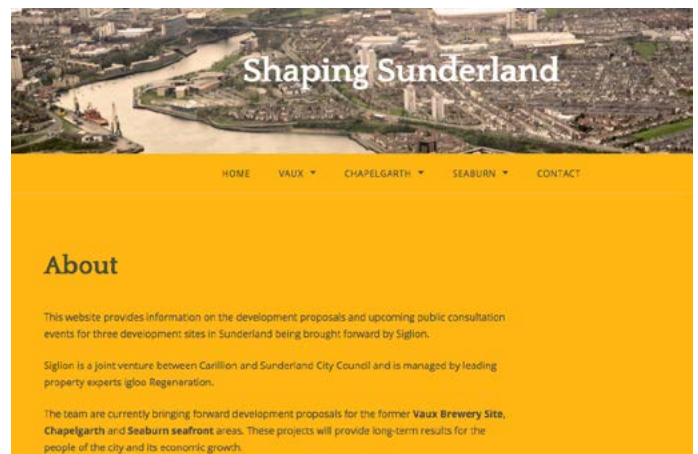 Shaping Sunderland
HOME VAUX CHAPELGARTH SEABURN CONTACT
About
This website provides information on the development proposals and upcoming public consultation
events for three development sites in Sunderland being brought forward by Siglion.
Siglion is a joint venture between Carillion and Sunderland City Council and is managed by leading
property experts igloo Regeneration.
The team are currently bringing forward development proposals for the former Vaux Brewery Site,
Chapelgarth and Seaburn seafront areas. These projects will provide long-term results for the
people of the city and its economic growth.